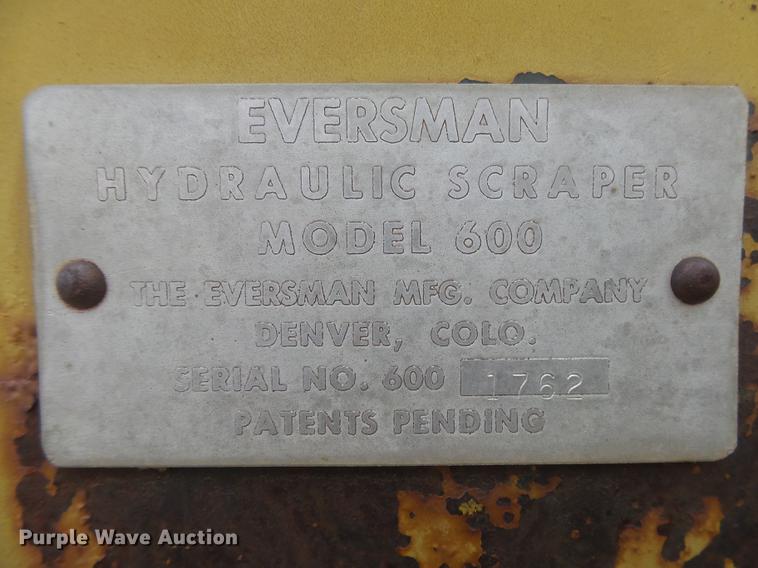 EVERSMAN
HYDRAULIC SCRAPER
MODEL 600
THE EVERSMAN MFG. COMPANY
DENVER, COLO.
SERIAL NO. 600 1762
PATENTS PENDING
Purple Wave Auction